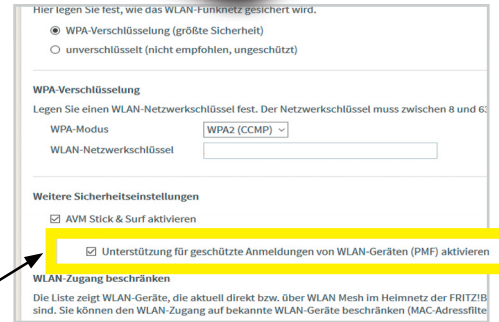 Hier legen Sie fest, wie das WLAN-Funknetz gesichert wird.
WPA-Verschlüsselung (größte Sicherheit)
unverschlüsselt (nicht empfohlen, ungeschützt)
WPA-Verschlüsselung
Legen Sie einen WLAN-Netzwerkschlüssel fest. Der Netzwerkschlüssel muss zwischen 8 und 63
WPA-Modus WPA2 (CCMP)
WLAN-Netzwerkschlüssel
Weitere Sicherheitseinstellungen
AVM Stick & Surf aktivieren
Unterstützung für geschützte Anmeldungen von WLAN-Geräten (PMF) aktivieren
WLAN-Zugang beschränken
Die Liste zeigt WLAN-Geräte, die aktuell direkt bzw. über WLAN Mesh im Heimnetz der FRITZ!B
sind. Sie können den WLAN-Zugang auf bekannte WLAN-Geräte beschränken (MAC-Adressfilte